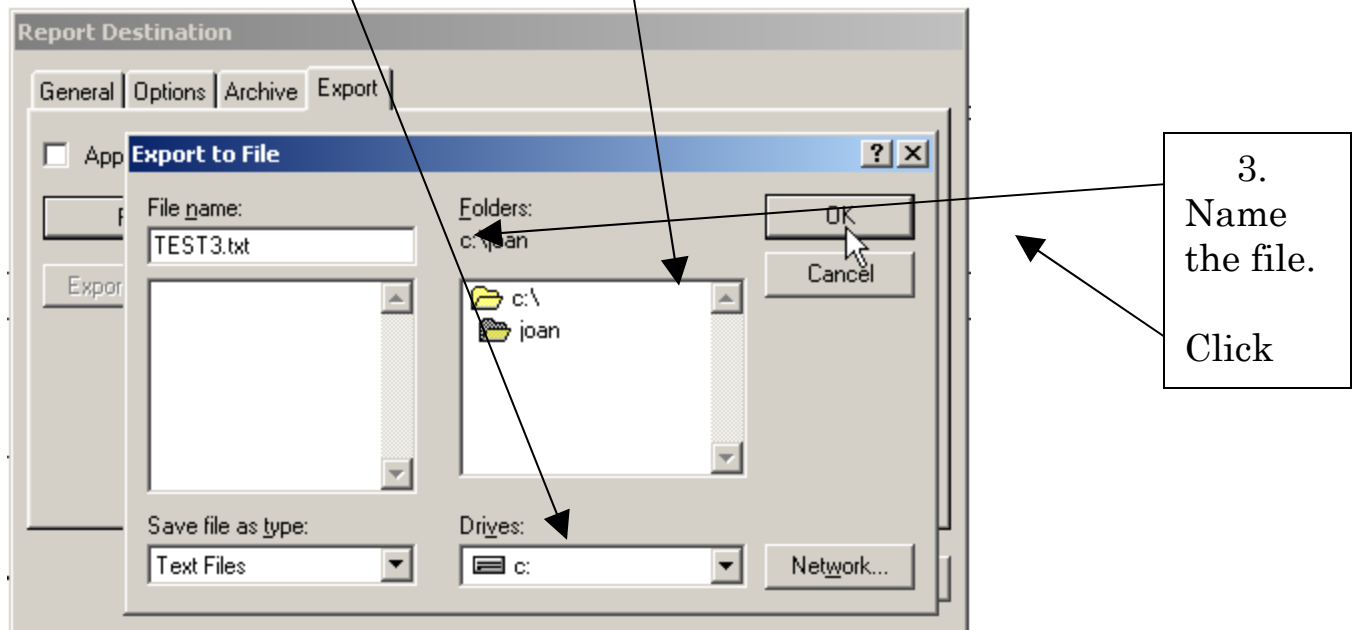 Report Destination
General Options Archive Export
App
Export to File
File name:
TEST3.txt
Folders:
c:\joan
c:\
joan
OK
Cancel
Expor
Save file as type:
Text Files
Drives:
c:
Network...
3.
Name
the file.
Click